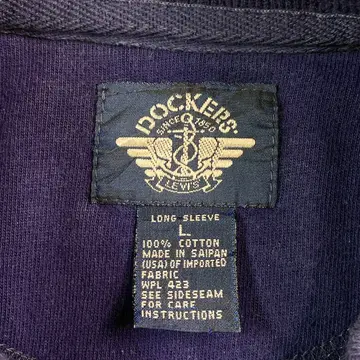 DOCKERS
SINCE 1850
LEVI'S
LONG SLEEVE
L
100% COTTON
MADE IN SAIPAN
(USA) OF IMPORTED
FABRIC
WPL 423
SEE SIDESEAM
FOR CARE
INSTRUCTIONS